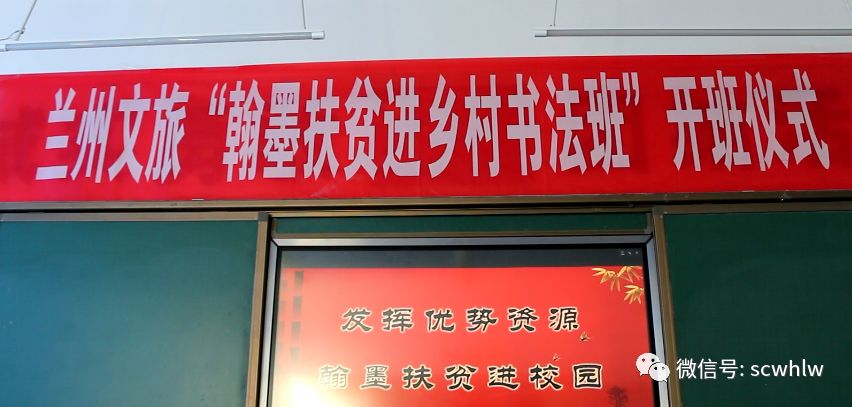 兰州文旅“翰墨扶贫进乡村书法班”开班仪式
发挥优势资源
翰墨扶贫进校园
微信号: scwhlw